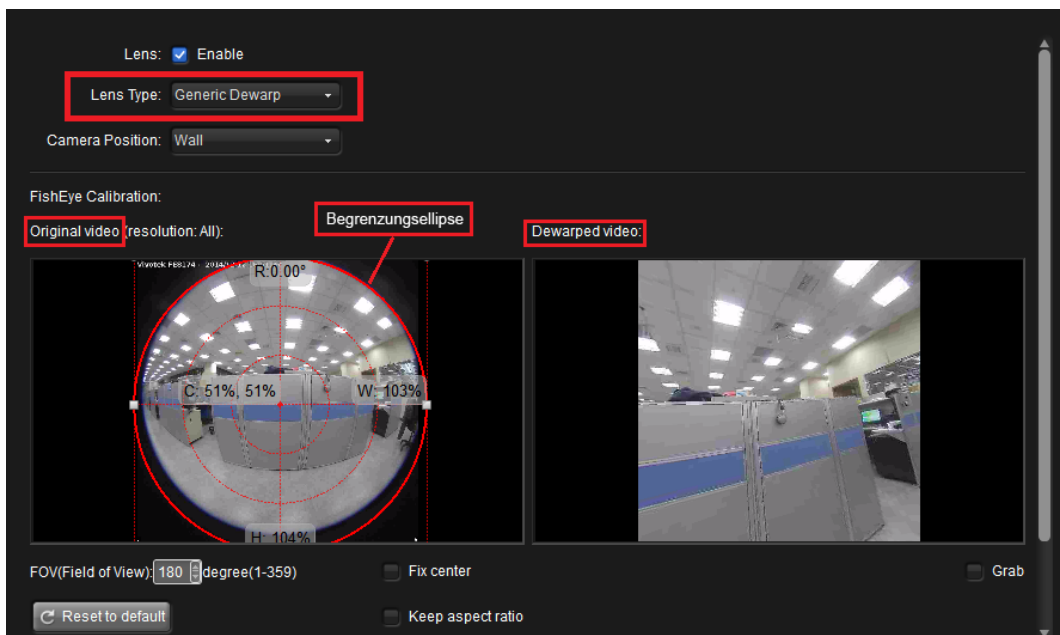 Lens: Enable
Lens Type: Generic Dewarp
Camera Position: Wall
FishEye Calibration:
Original video (resolution: All):
Begrenzungsellipse
Dewarped video:
R:0.00°
C: 51%, 51%
W: 103%
H: 104%
FOV(Field of View): 180 degree(1-359)
Fix center
Grab
Reset to default
Keep aspect ratio